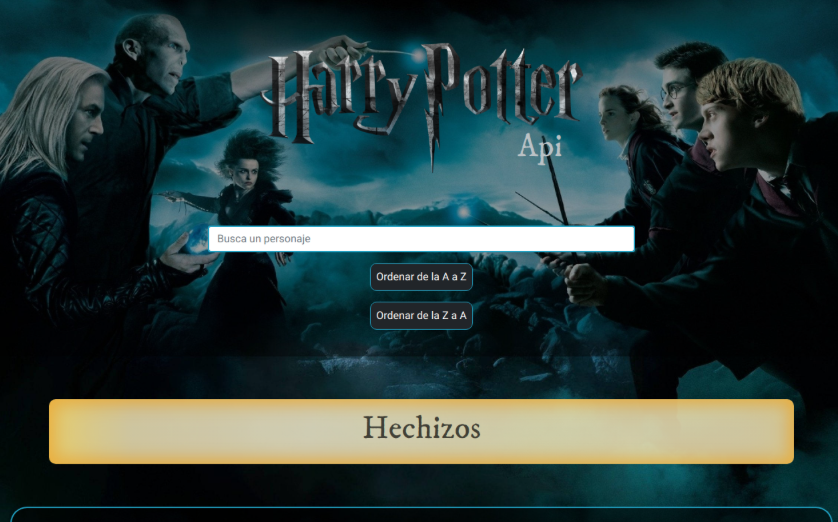 Harry Potter
Api
Busca un personaje
Ordenar de la A a Z
Ordenar de la Z a A
Hechizos